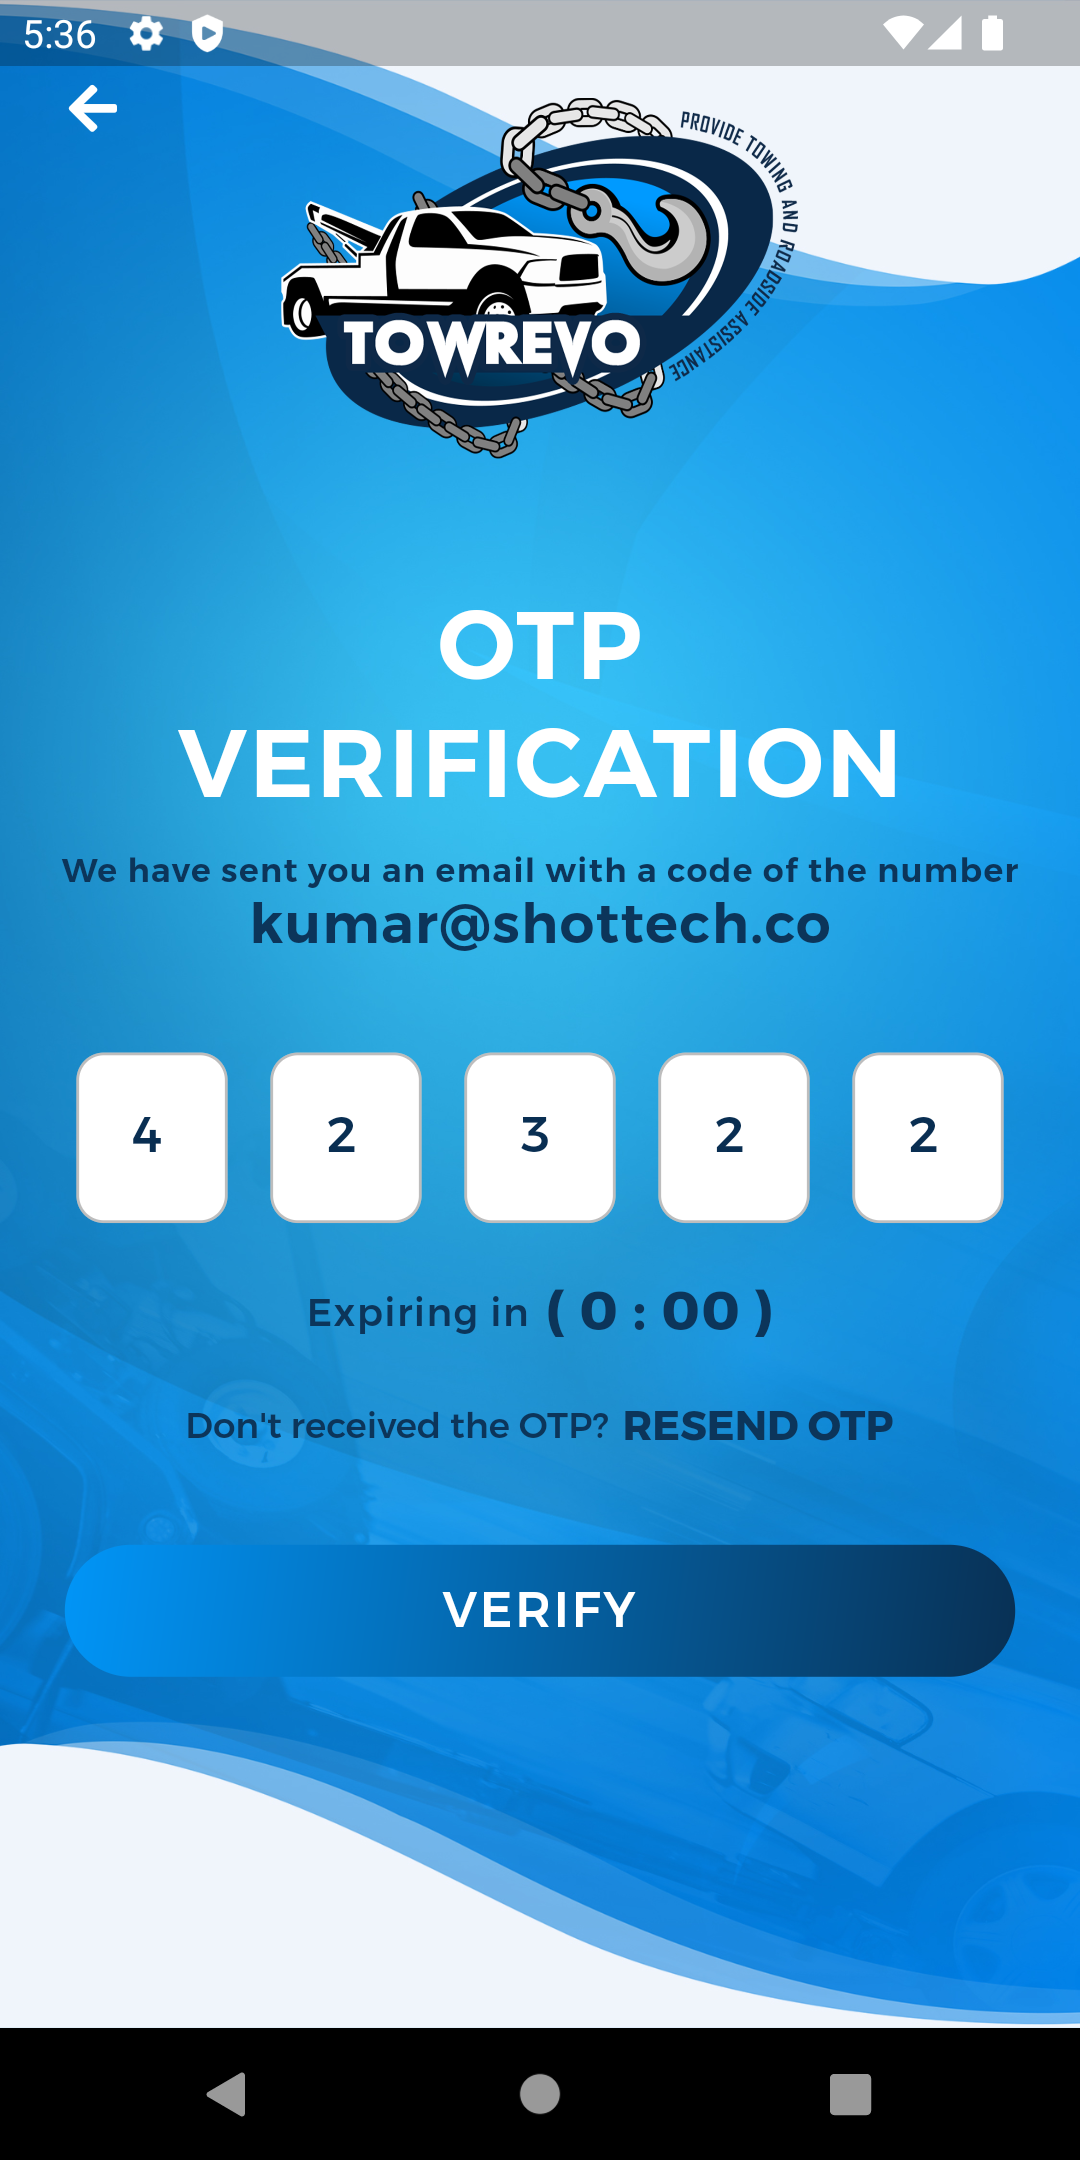 5:36
PROVIDE TOWING AND ROADSIDE ASSISTANCE
TOWREVO
OTP
VERIFICATION
We have sent you an email with a code of the number
kumar@shottech.co
4 2 3 2 2
Expiring in ( 0 : 00 )
Don't received the OTP? RESEND OTP
VERIFY